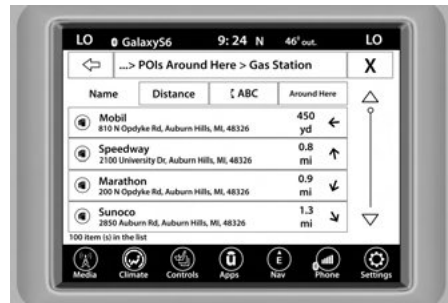 LO GalaxyS6 9:24 N 46° out. LO
...> POIs Around Here > Gas Station X
Name Distance ABC Around Here
Mobil 450
810 N Opdyke Rd, Auburn Hills, MI, 48326 yd
Speedway 0.8
2100 University Dr, Auburn Hills, MI, 48326 mi
Marathon 0.9
200 N Opdyke Rd, Auburn Hills, MI, 48326 mi
Sunoco 1.3
2850 Auburn Rd, Auburn Hills, MI, 48326 mi
100 item (s) in the list
Media Climate Controls Apps Nav Phone Settings